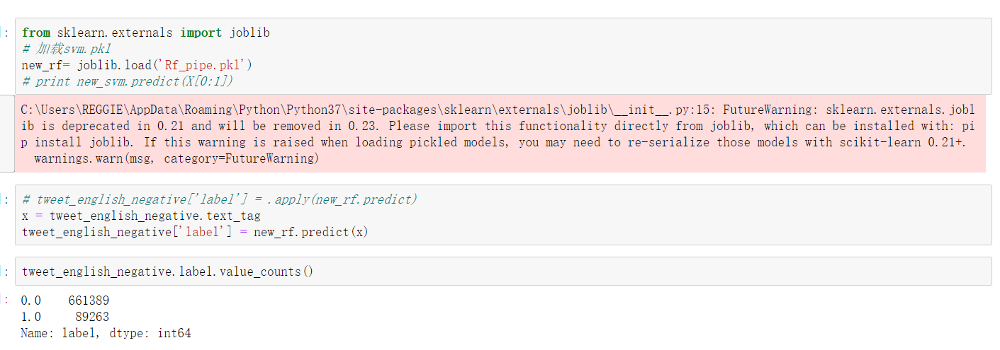 : from sklearn.externals import joblib
# 加载svm.pkl
new_rf= joblib.load('Rf_pipe.pkl')
# print new_svm.predict(X[0:1])
C:\Users\REGGIE\AppData\Roaming\Python\Python37\site-packages\sklearn\externals\joblib\__init__.py:15: FutureWarning: sklearn.externals.jobl
ib is deprecated in 0.21 and will be removed in 0.23. Please import this functionality directly from joblib, which can be installed with: pi
p install joblib. If this warning is raised when loading pickled models, you may need to re-serialize those models with scikit-learn 0.21+.
warnings.warn(msg, category=FutureWarning)
: # tweet_english_negative['label'] = .apply(new_rf.predict)
x = tweet_english_negative.text_tag
tweet_english_negative['label'] = new_rf.predict(x)
: tweet_english_negative.label.value_counts()
: 0.0    661389
1.0     89263
Name: label, dtype: int64